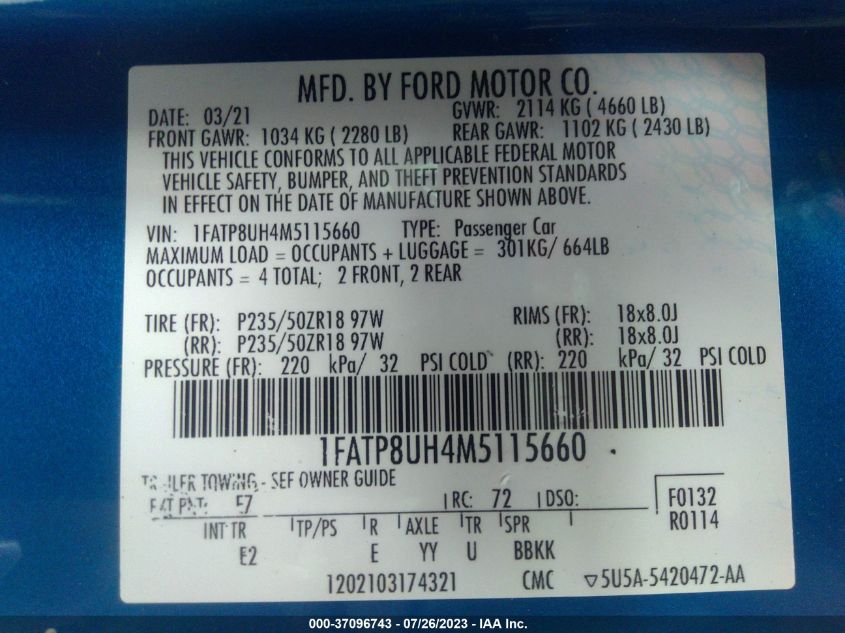 MFD. BY FORD MOTOR CO.
DATE: 03/21 GVWR: 2114 KG ( 4660 LB)
FRONT GAWR: 1034 KG ( 2280 LB) REAR GAWR: 1102 KG ( 2430 LB)
THIS VEHICLE CONFORMS TO ALL APPLICABLE FEDERAL MOTOR
VEHICLE SAFETY, BUMPER, AND THEFT PREVENTION STANDARDS
IN EFFECT ON THE DATE OF MANUFACTURE SHOWN ABOVE.
VIN: 1FATP8UH4M5115660 TYPE: Passenger Car
MAXIMUM LOAD = OCCUPANTS + LUGGAGE = 301KG/ 664LB
OCCUPANTS = 4 TOTAL; 2 FRONT, 2 REAR
TIRE (FR): P235/50ZR18 97W RIMS (FR): 18x8.0J
(RR): P235/50ZR18 97W (RR): 18x8.0J
PRESSURE (FR): 220 kPa/ 32 PSI COLD (RR): 220 kPa/ 32 PSI COLD
1FATP8UH4M5115660
TRAILER TOWING - SEE OWNER GUIDE
EXT PNT: E7 RC: 72 DSO: F0132
INT TR TP/PS R AXLE TR SPR R0114
E2 E YY U BBKK
1202103174321 CMC ▽5U5A-5420472-AA
000-37096743 - 07/26/2023 - IAA Inc.